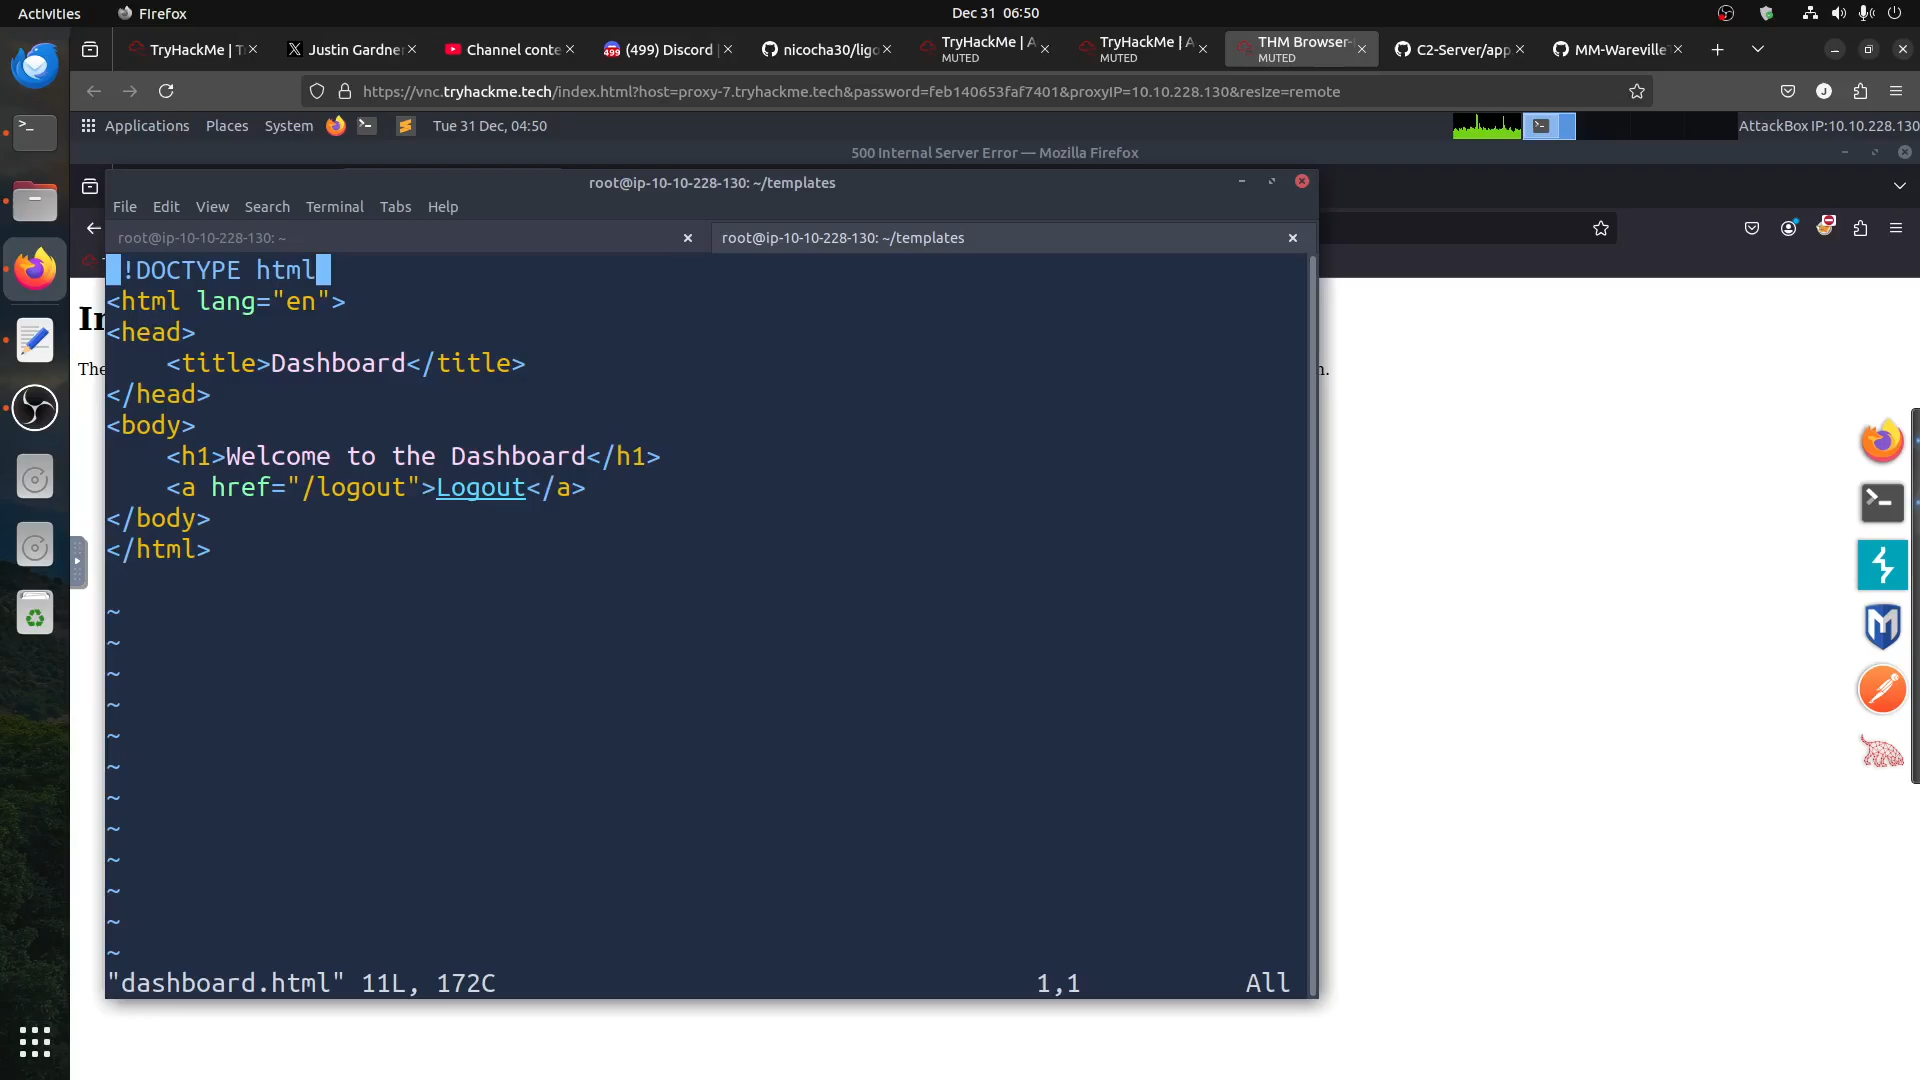 Activities Firefox Dec 31 06:50
TryHackMe | T Justin Gardne Channel conte (499) Discord nicocha30/ligo TryHackMe | A MUTED TryHackMe | A MUTED THM Browser- MUTED C2-Server/app MM-Wareville
https://vnc.tryhackme.tech/index.html?host=proxy-7.tryhackme.tech&password=feb140653faf7401&proxyIP=10.10.228.130&resize=remote
Applications Places System Tue 31 Dec, 04:50 AttackBox IP:10.10.228.130
500 Internal Server Error — Mozilla Firefox
root@ip-10-10-228-130: ~/templates
File Edit View Search Terminal Tabs Help
root@ip-10-10-228-130: ~ root@ip-10-10-228-130: ~/templates
!DOCTYPE html
<html lang="en">
<head>
<title>Dashboard</title>
</head>
<body>
<h1>Welcome to the Dashboard</h1>
<a href="/logout">Logout</a>
</body>
</html>
~
~
~
~
~
~
~
~
~
~
~
~
"dashboard.html" 11L, 172C 1,1 All